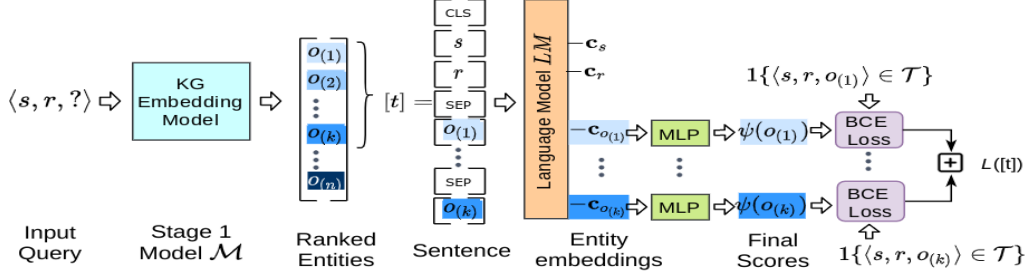 ⟨s, r, ?⟩
KG
Embedding
Model
o(1)
o(2)
o(k)
o(n)
[t] =
CLS
s
r
SEP
o(1)
SEP
o(k)
Language Model LM
c_s
c_r
c_o(1)
c_o(k)
MLP
MLP
ψ(o(1))
ψ(o(k))
1{⟨s, r, o(1)⟩ ∈ 𝒯}
BCE
Loss
BCE
Loss
1{⟨s, r, o(k)⟩ ∈ 𝒯}
+
L([t])
Input
Query
Stage 1
Model ℳ
Ranked
Entities
Sentence
Entity
embeddings
Final
Scores